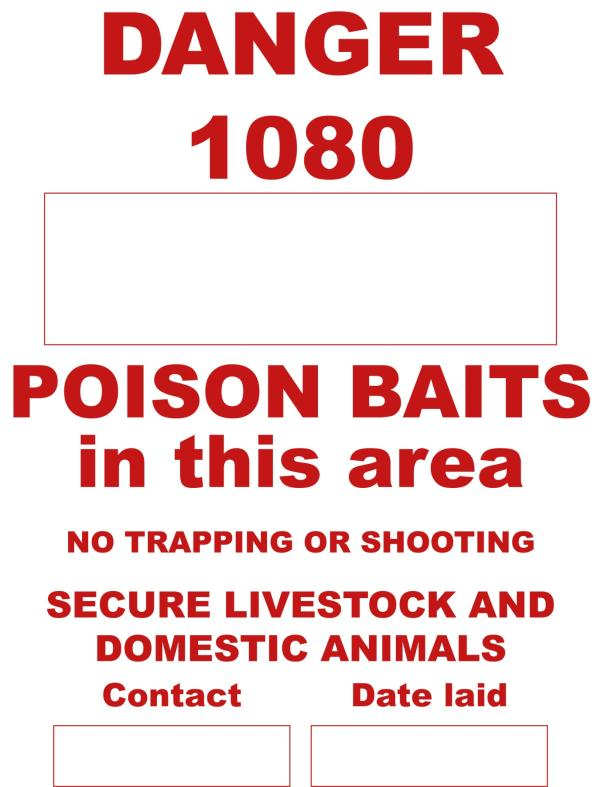 DANGER
1080
POISON BAITS
in this area
NO TRAPPING OR SHOOTING
SECURE LIVESTOCK AND
DOMESTIC ANIMALS
Contact Date laid